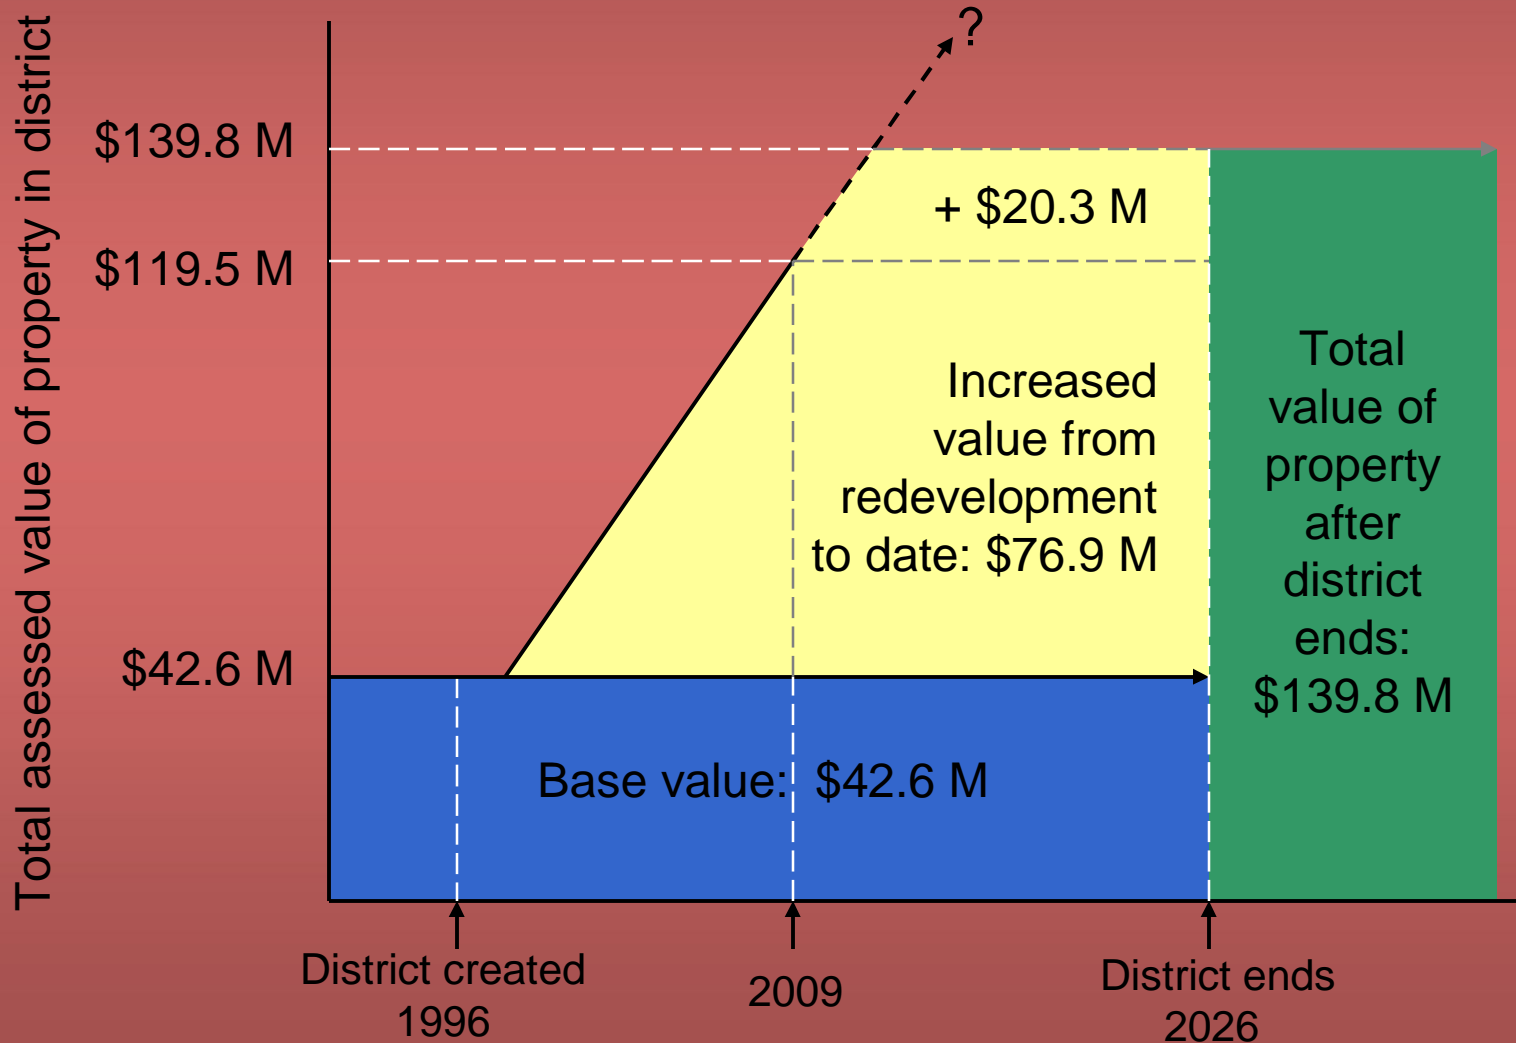 Total assessed value of property in district
?
$139.8 M
+ $20.3 M
$119.5 M
Increased
value from
redevelopment
to date: $76.9 M
Total
value of
property
after
district
ends:
$139.8 M
$42.6 M
Base value: $42.6 M
District created
1996
2009
District ends
2026